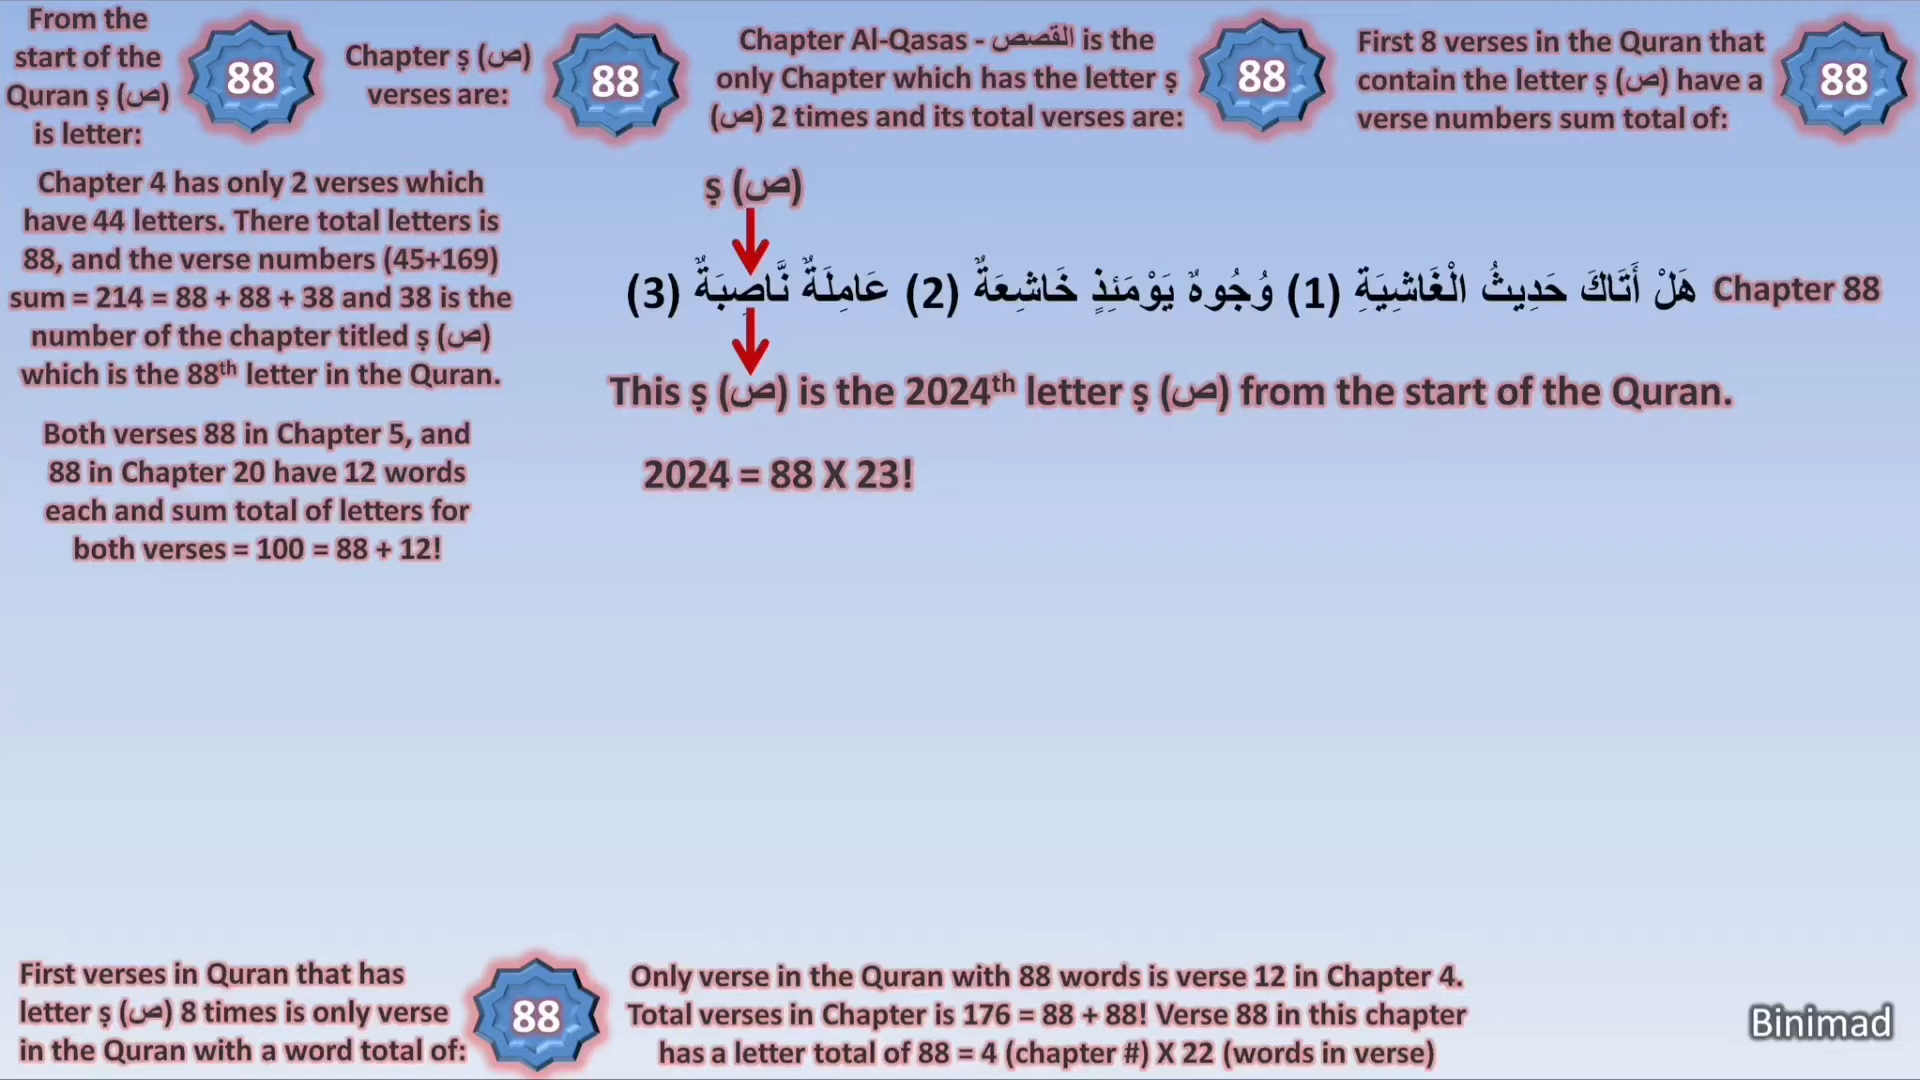 From the
start of the
Quran ṣ (ص)
is letter:
88
Chapter ṣ (ص)
verses are:
88
Chapter Al-Qasas - القصص is the
only Chapter which has the letter ṣ
(ص) 2 times and its total verses are:
88
First 8 verses in the Quran that
contain the letter ṣ (ص) have a
verse numbers sum total of:
88
Chapter 4 has only 2 verses which
have 44 letters. There total letters is
88, and the verse numbers (45+169)
sum = 214 = 88 + 88 + 38 and 38 is the
number of the chapter titled ṣ (ص)
which is the 88th letter in the Quran.
Both verses 88 in Chapter 5, and
88 in Chapter 20 have 12 words
each and sum total of letters for
both verses = 100 = 88 + 12!
ṣ (ص)
Chapter 88 هَلْ أَتَاكَ حَدِيثُ الْغَاشِيَةِ (1) وُجُوهٌ يَوْمَئِذٍ خَاشِعَةٌ (2) عَامِلَةٌ نَّاصِبَةٌ (3)
This ṣ (ص) is the 2024th letter ṣ (ص) from the start of the Quran.
2024 = 88 X 23!
First verses in Quran that has
letter ṣ (ص) 8 times is only verse
in the Quran with a word total of:
88
Only verse in the Quran with 88 words is verse 12 in Chapter 4.
Total verses in Chapter is 176 = 88 + 88! Verse 88 in this chapter
has a letter total of 88 = 4 (chapter #) X 22 (words in verse)
Binimad